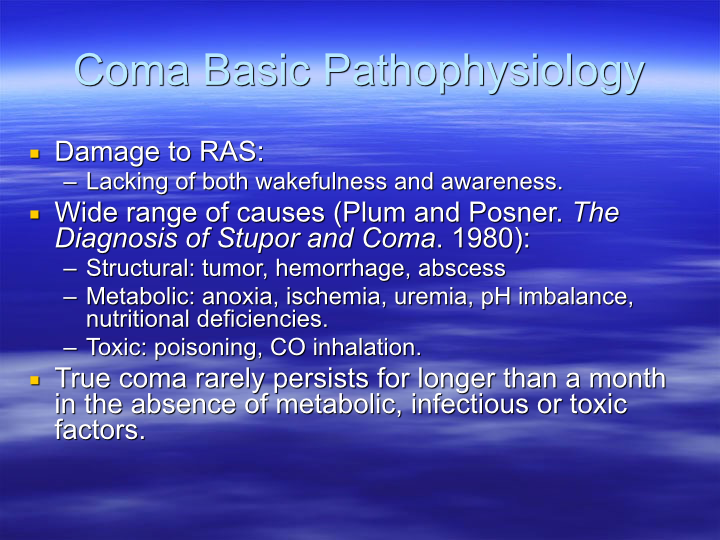 Coma Basic Pathophysiology
Damage to RAS:
– Lacking of both wakefulness and awareness.
Wide range of causes (Plum and Posner. The
Diagnosis of Stupor and Coma. 1980):
– Structural: tumor, hemorrhage, abscess
– Metabolic: anoxia, ischemia, uremia, pH imbalance,
nutritional deficiencies.
– Toxic: poisoning, CO inhalation.
True coma rarely persists for longer than a month
in the absence of metabolic, infectious or toxic
factors.